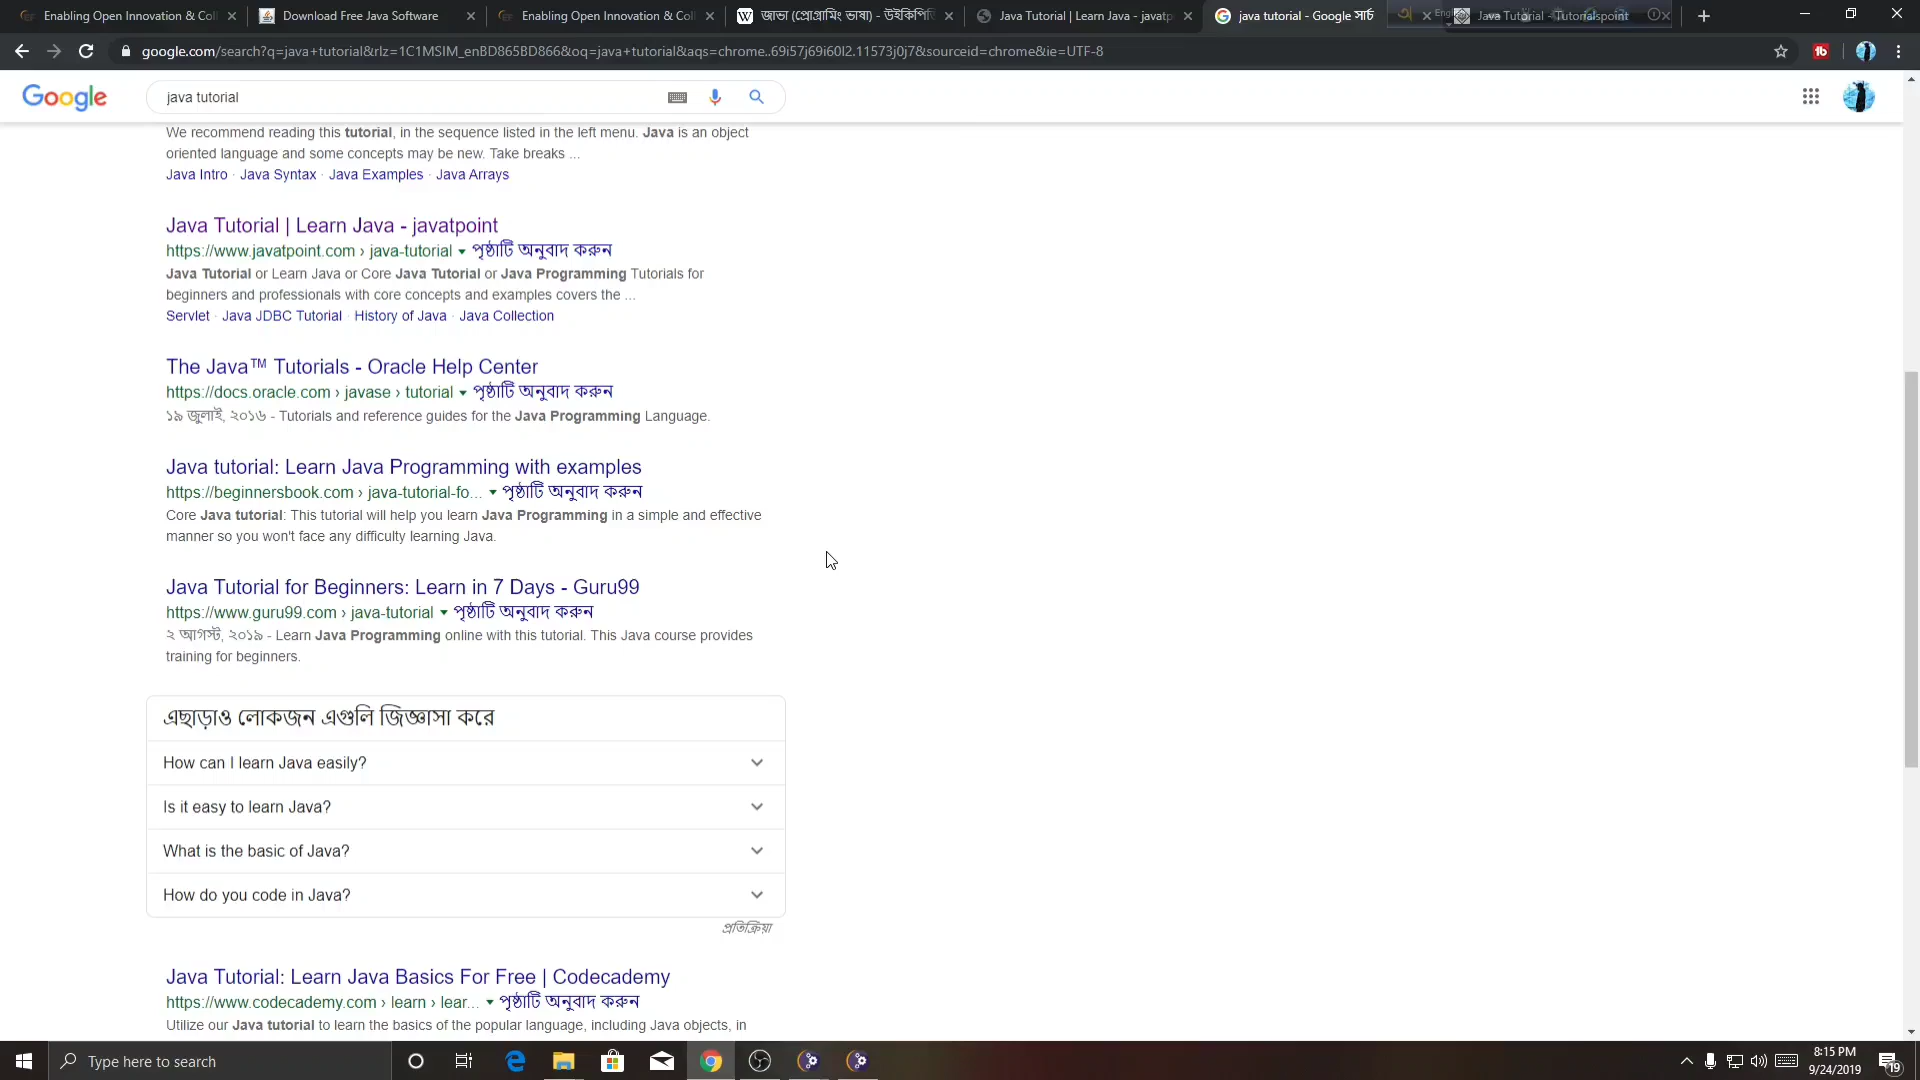 Enabling Open Innovation & Col
Download Free Java Software
Enabling Open Innovation & Col
জাভা (প্রোগ্রামিং ভাষা) - উইকিপিডি
Java Tutorial | Learn Java - javatp
java tutorial - Google সার্চ
Java Tutorial - Tutorialspoint
google.com/search?q=java+tutorial&rlz=1C1MSIM_enBD865BD866&oq=java+tutorial&aqs=chrome..69i57j69i60l2.11573j0j7&sourceid=chrome&ie=UTF-8
Google
java tutorial
We recommend reading this tutorial, in the sequence listed in the left menu. Java is an object
oriented language and some concepts may be new. Take breaks ...
Java Intro · Java Syntax · Java Examples · Java Arrays
Java Tutorial | Learn Java - javatpoint
https://www.javatpoint.com › java-tutorial ▾ পৃষ্ঠাটি অনুবাদ করুন
Java Tutorial or Learn Java or Core Java Tutorial or Java Programming Tutorials for
beginners and professionals with core concepts and examples covers the ...
Servlet · Java JDBC Tutorial · History of Java · Java Collection
The Java™ Tutorials - Oracle Help Center
https://docs.oracle.com › javase › tutorial ▾ পৃষ্ঠাটি অনুবাদ করুন
১৯ জুলাই, ২০১৬ - Tutorials and reference guides for the Java Programming Language.
Java tutorial: Learn Java Programming with examples
https://beginnersbook.com › java-tutorial-fo... ▾ পৃষ্ঠাটি অনুবাদ করুন
Core Java tutorial: This tutorial will help you learn Java Programming in a simple and effective
manner so you won't face any difficulty learning Java.
Java Tutorial for Beginners: Learn in 7 Days - Guru99
https://www.guru99.com › java-tutorial ▾ পৃষ্ঠাটি অনুবাদ করুন
২ আগস্ট, ২০১৯ - Learn Java Programming online with this tutorial. This Java course provides
training for beginners.
এছাড়াও লোকজন এগুলি জিজ্ঞাসা করে
How can I learn Java easily?
Is it easy to learn Java?
What is the basic of Java?
How do you code in Java?
প্রতিক্রিয়া
Java Tutorial: Learn Java Basics For Free | Codecademy
https://www.codecademy.com › learn › lear... ▾ পৃষ্ঠাটি অনুবাদ করুন
Utilize our Java tutorial to learn the basics of the popular language, including Java objects, in
Type here to search
8:15 PM
9/24/2019
19